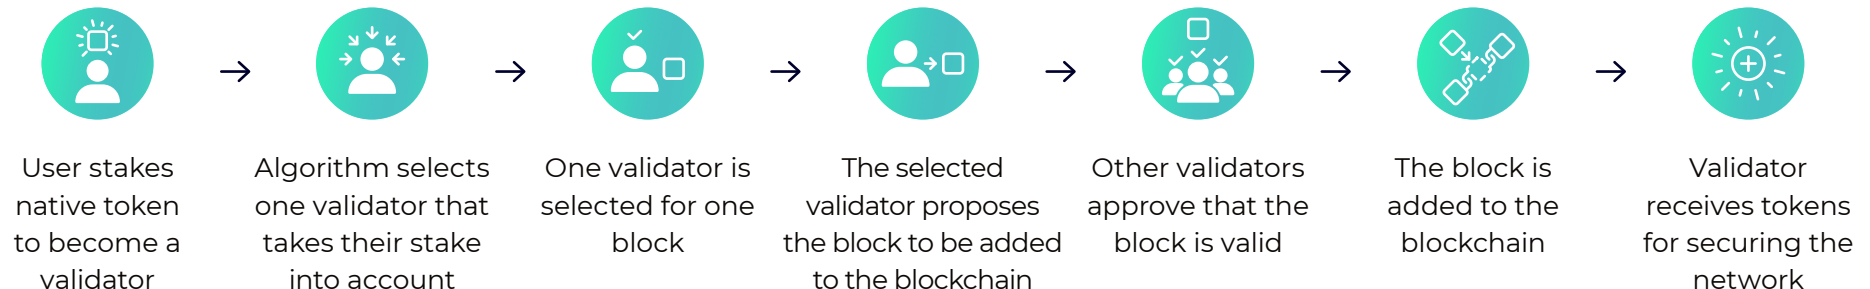 User stakes
native token
to become a
validator
Algorithm selects
one validator that
takes their stake
into account
One validator is
selected for one
block
The selected
validator proposes
the block to be added
to the blockchain
Other validators
approve that the
block is valid
The block is
added to the
blockchain
Validator
receives tokens
for securing the
network